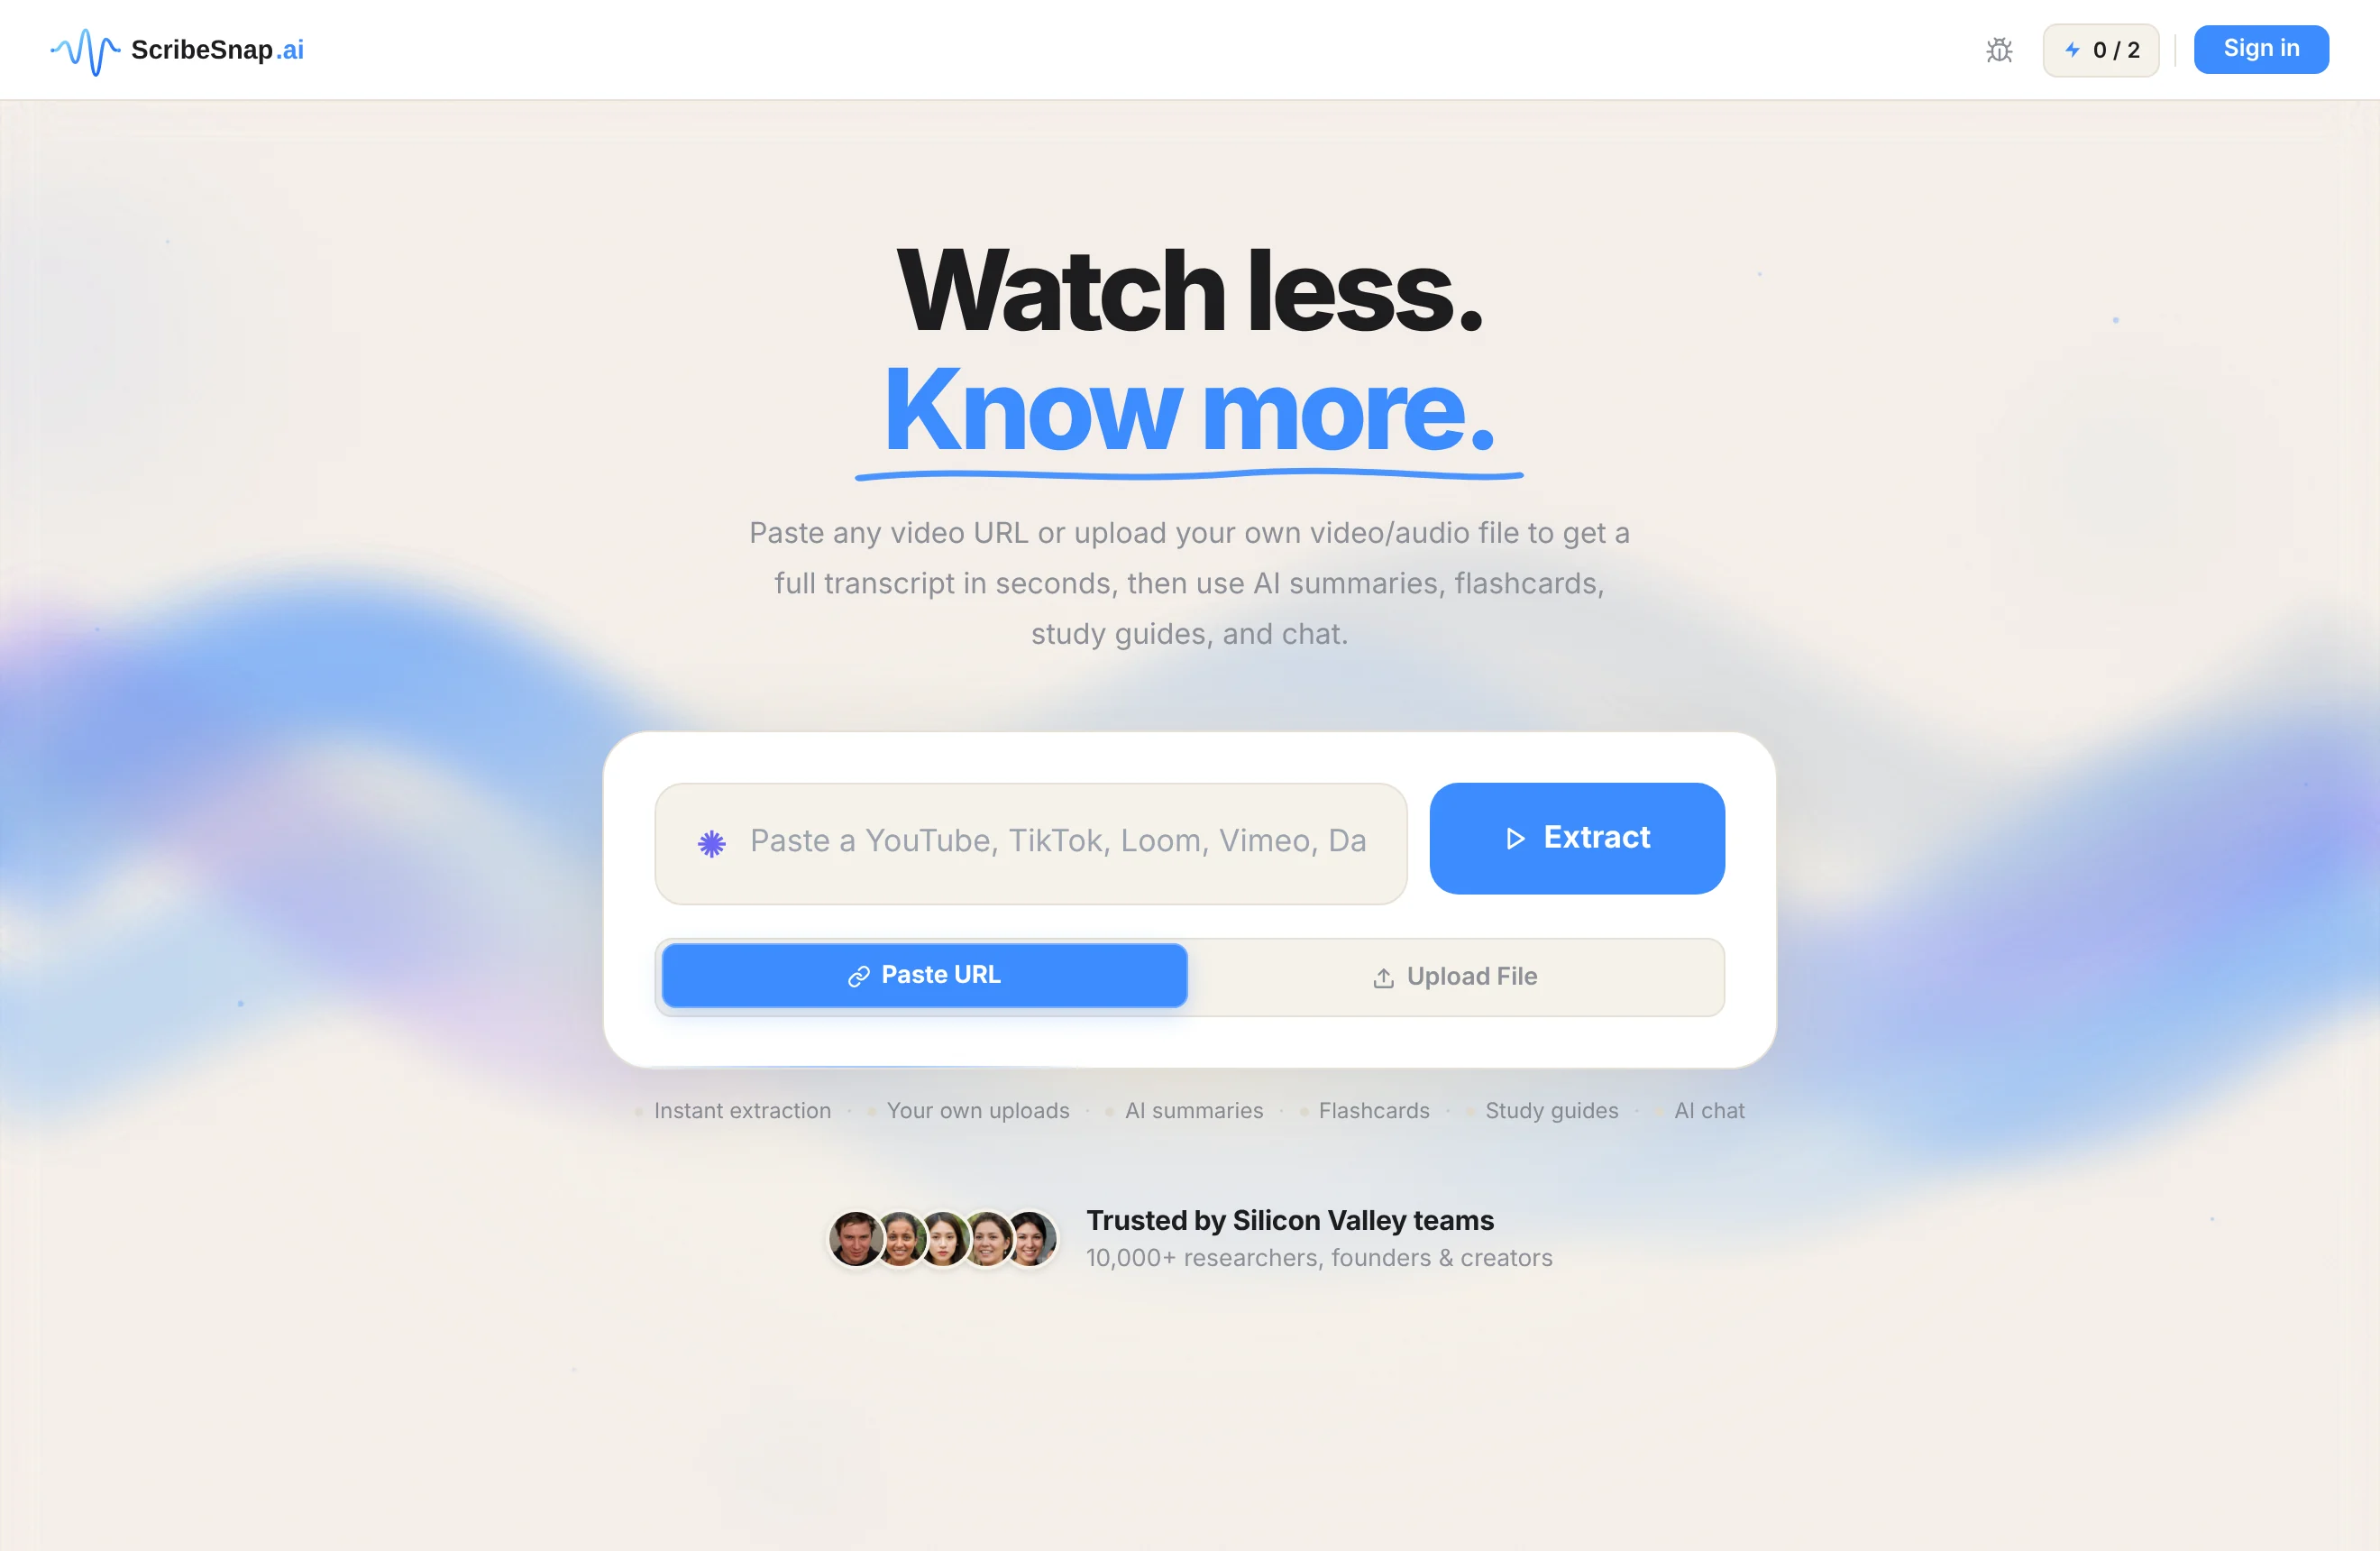 ScribeSnap.ai
0 / 2
Sign in
Watch less.
Know more.
Paste any video URL or upload your own video/audio file to get a
full transcript in seconds, then use AI summaries, flashcards,
study guides, and chat.
Paste a YouTube, TikTok, Loom, Vimeo, Da
Extract
Paste URL
Upload File
Instant extraction · Your own uploads · AI summaries · Flashcards · Study guides · AI chat
Trusted by Silicon Valley teams
10,000+ researchers, founders & creators